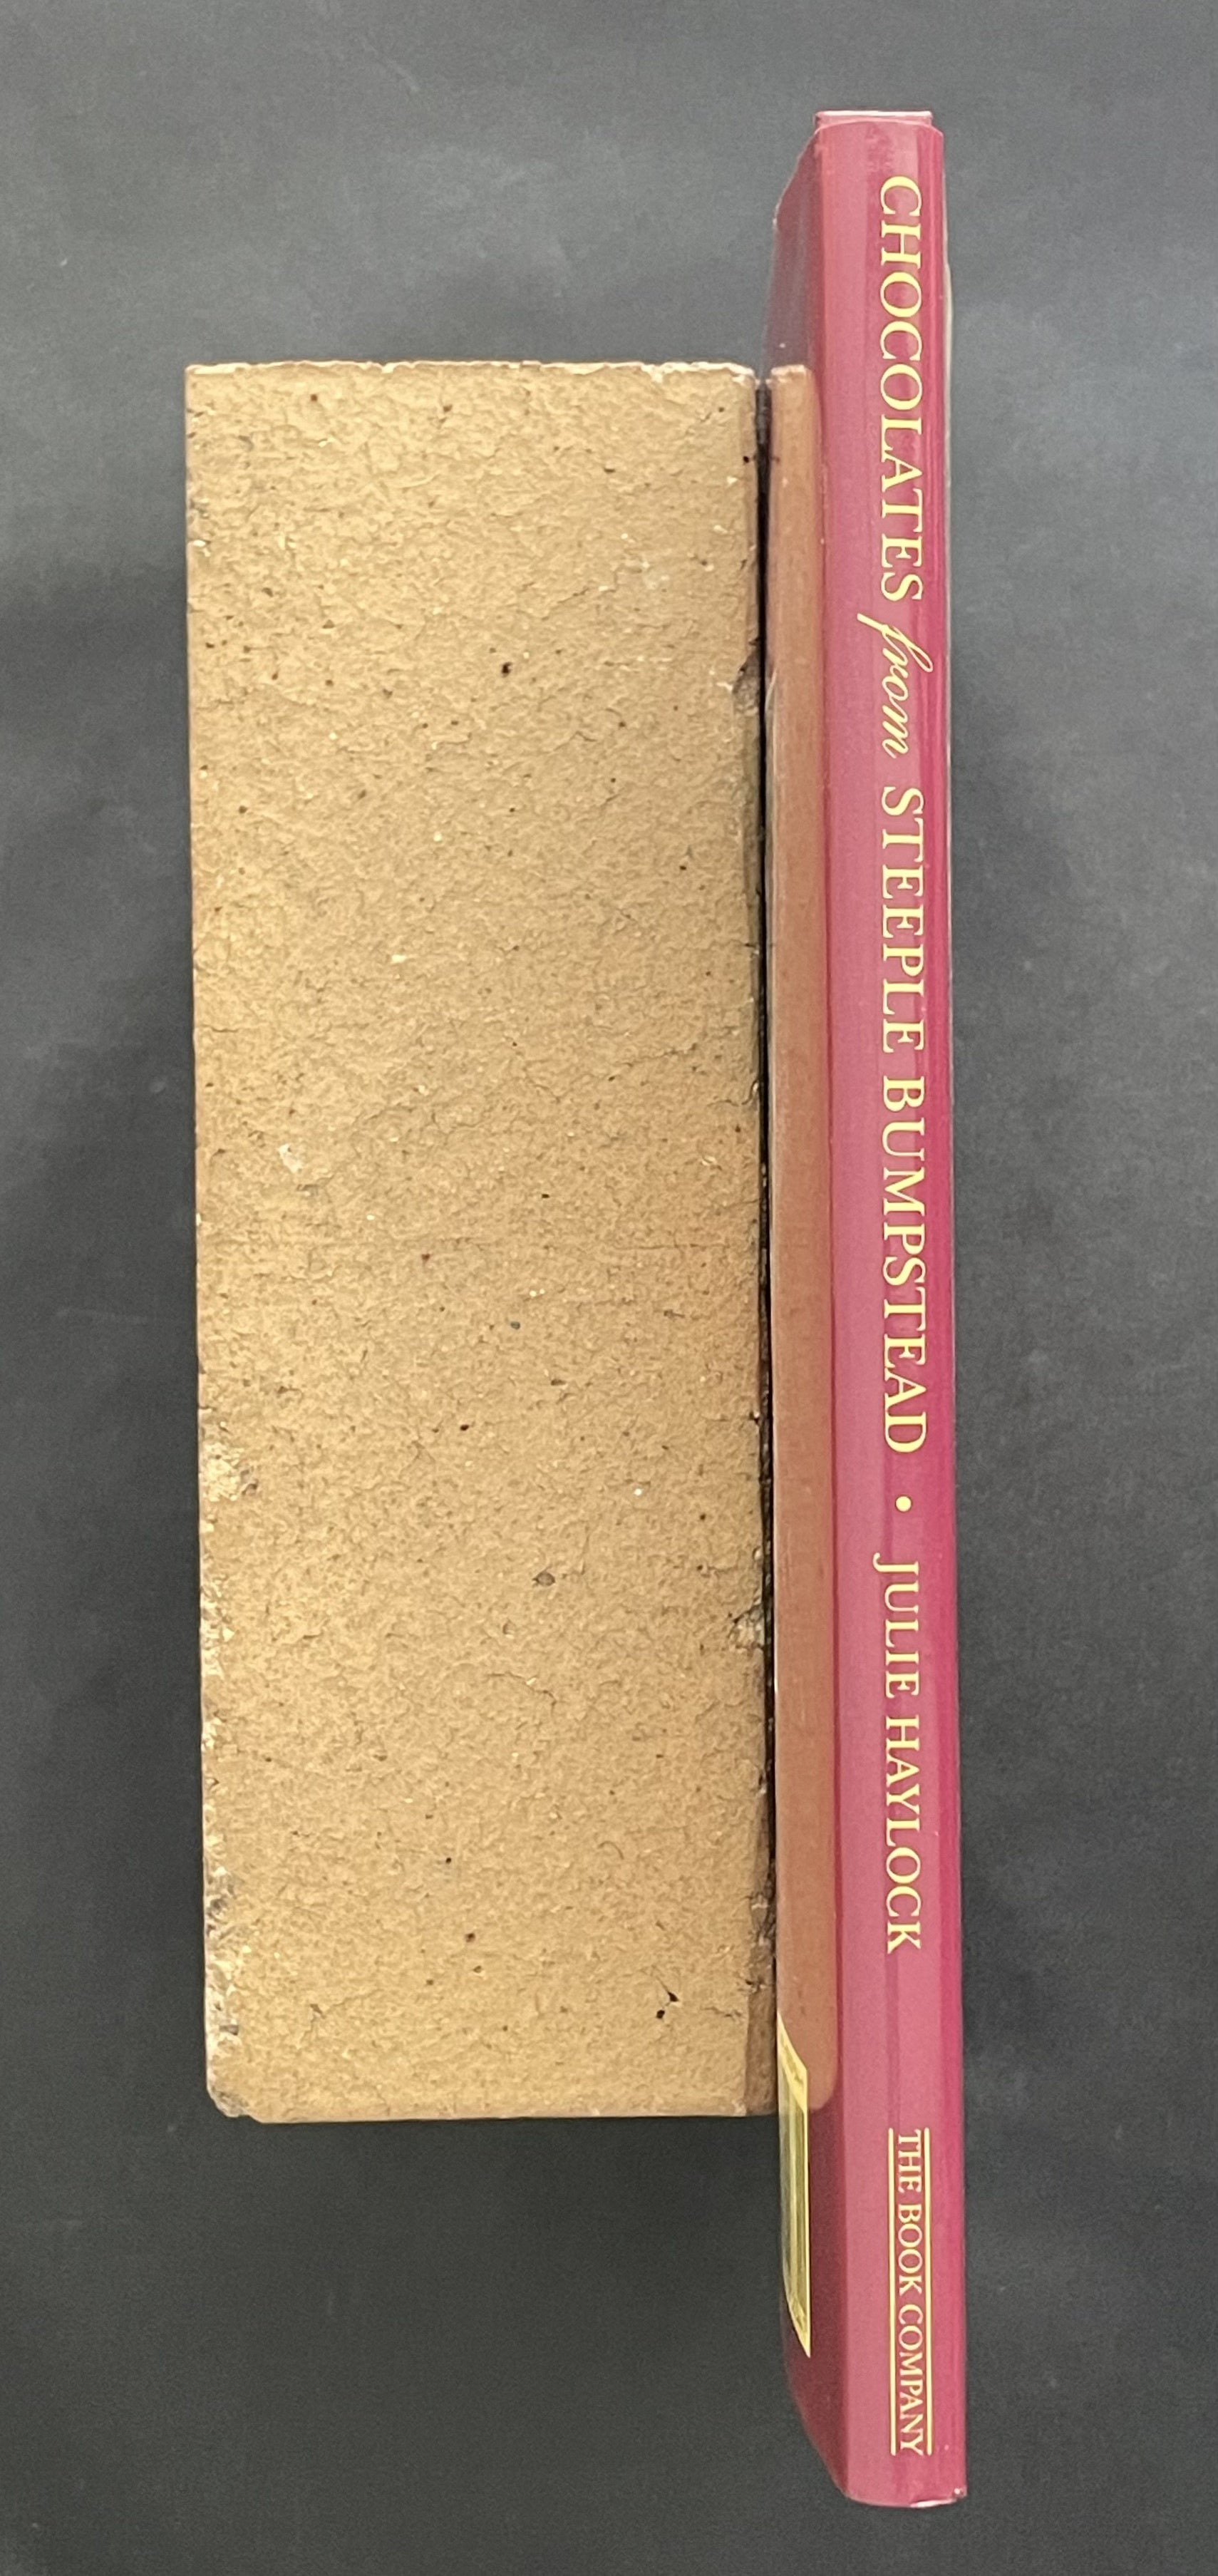 CHOCOLATES from STEEPLE BUMPSTEAD • JULIE HAYLOCK THE BOOK COMPANY